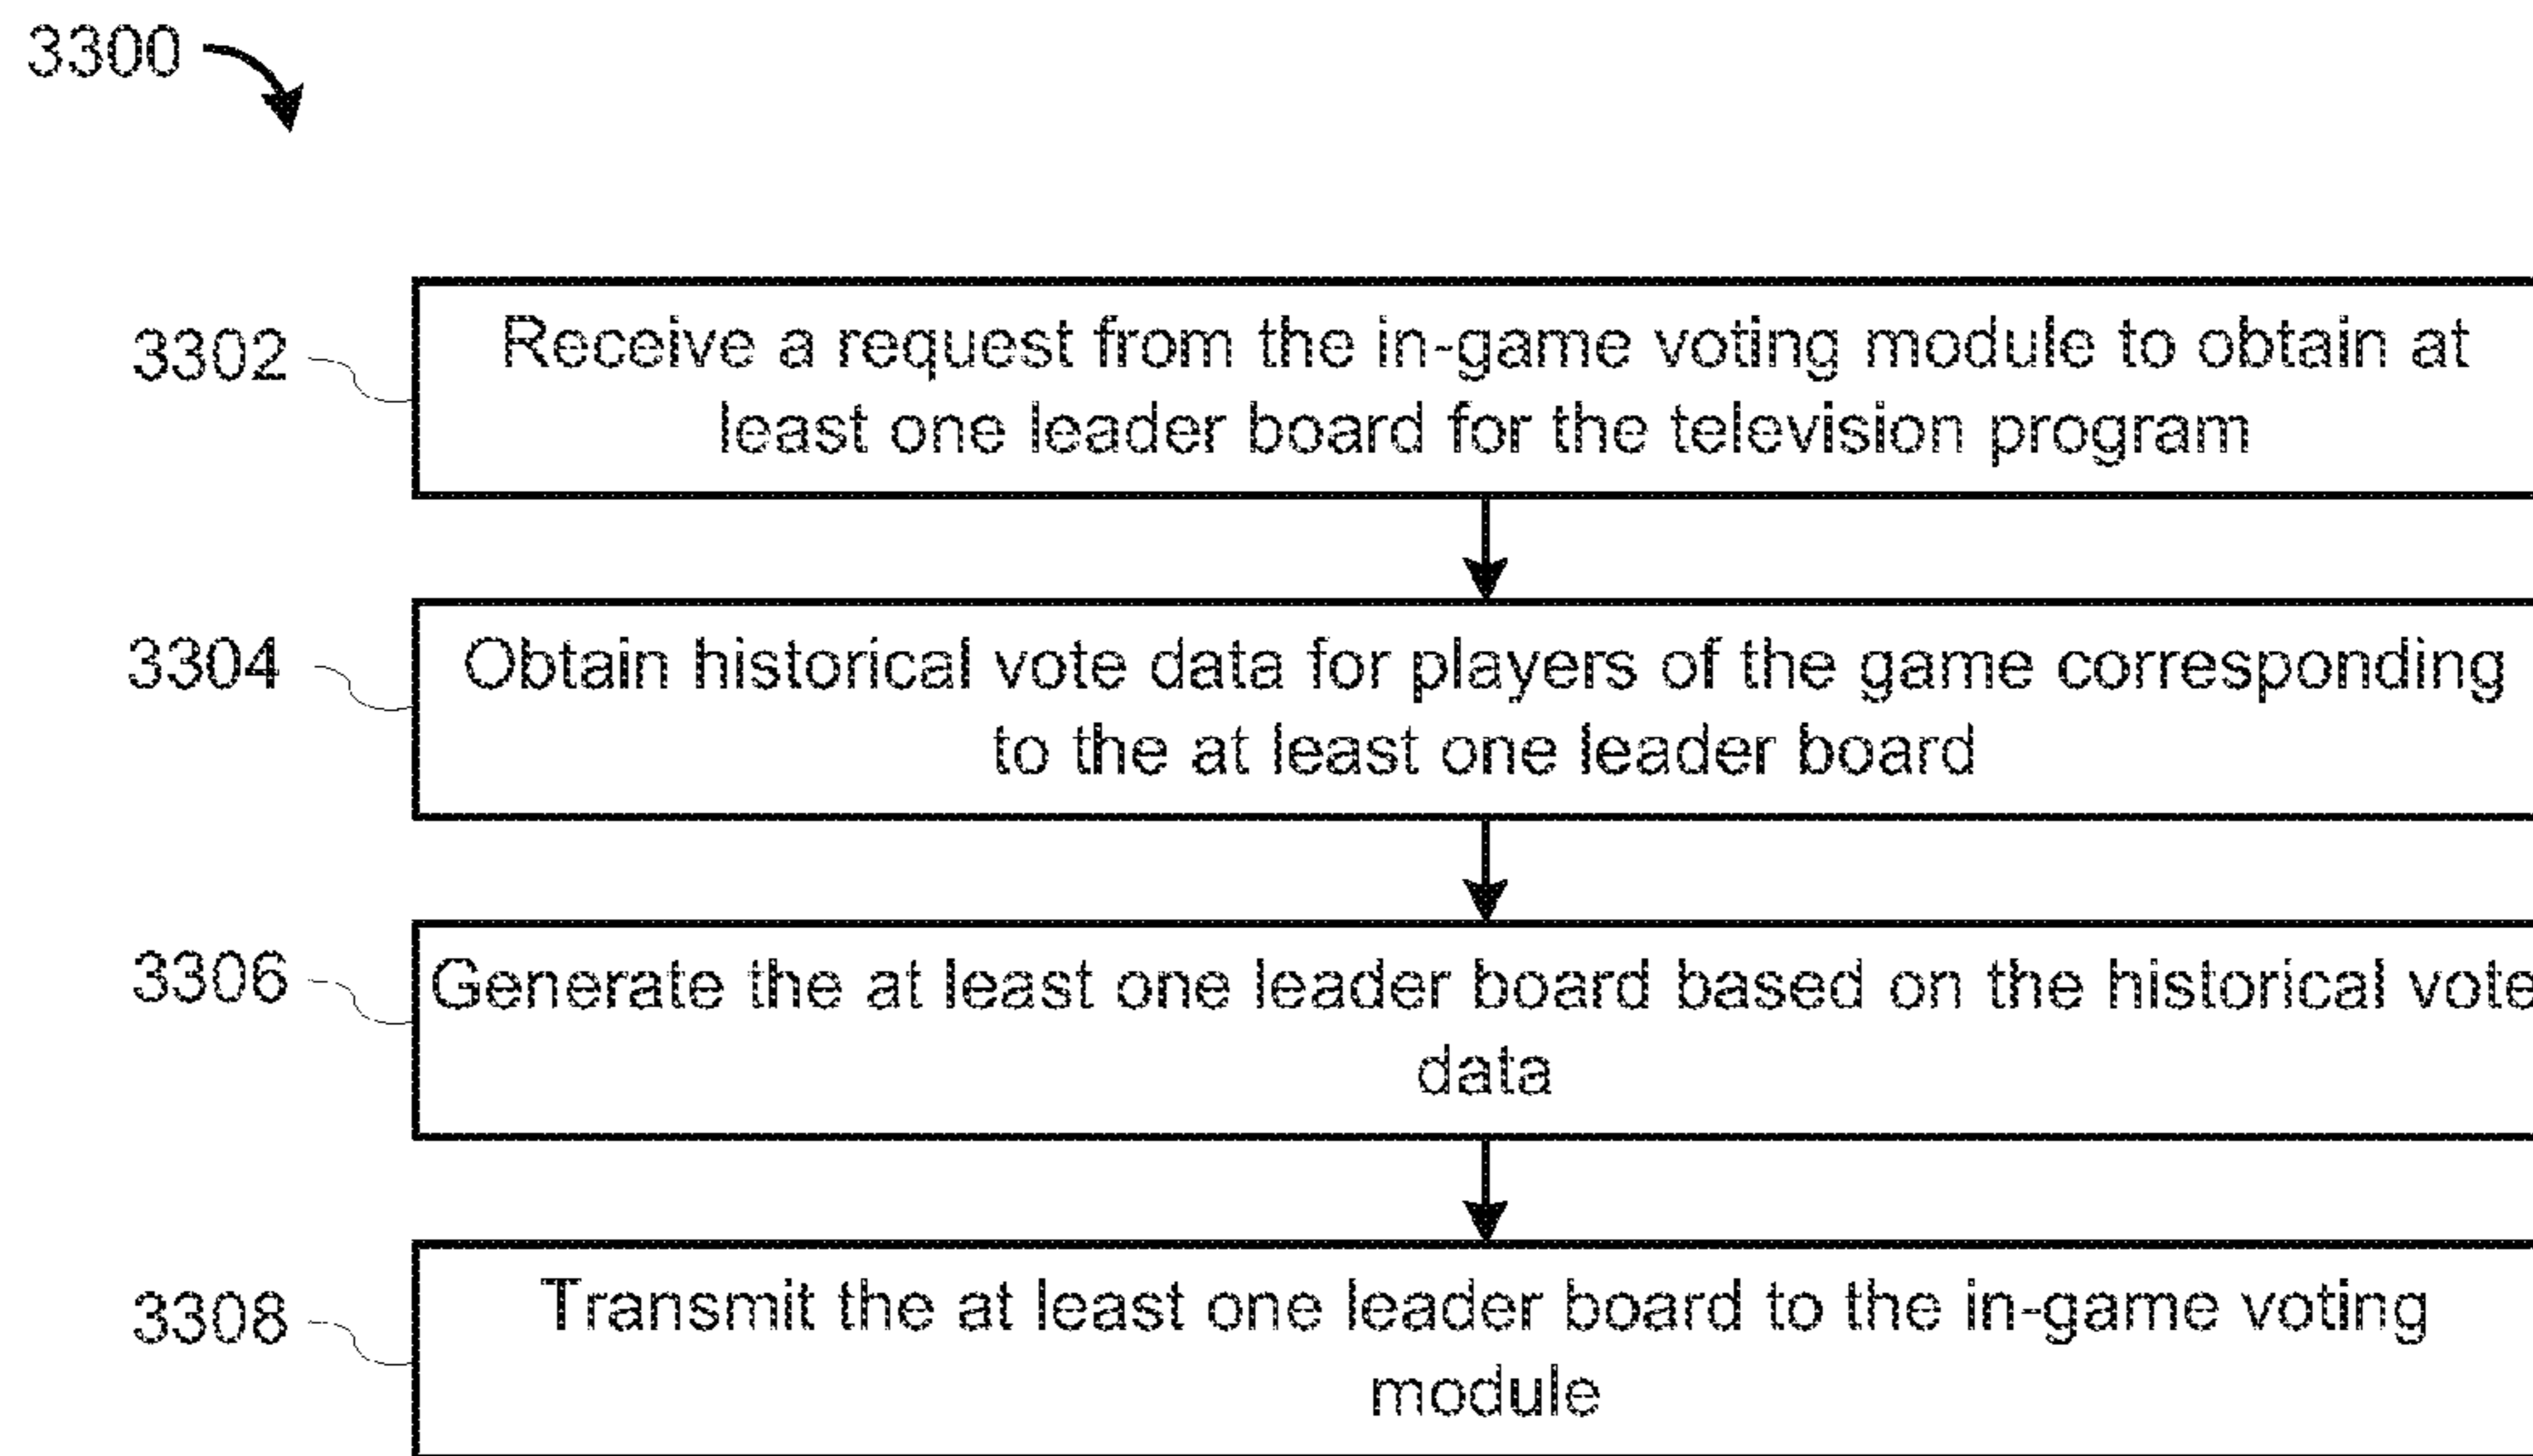 3300
3302
Receive a request from the in-game voting module to obtain at
least one leader board for the television program
3304
Obtain historical vote data for players of the game corresponding
to the at least one leader board
3306
Generate the at least one leader board based on the historical vote
data
3308
Transmit the at least one leader board to the in-game voting
module